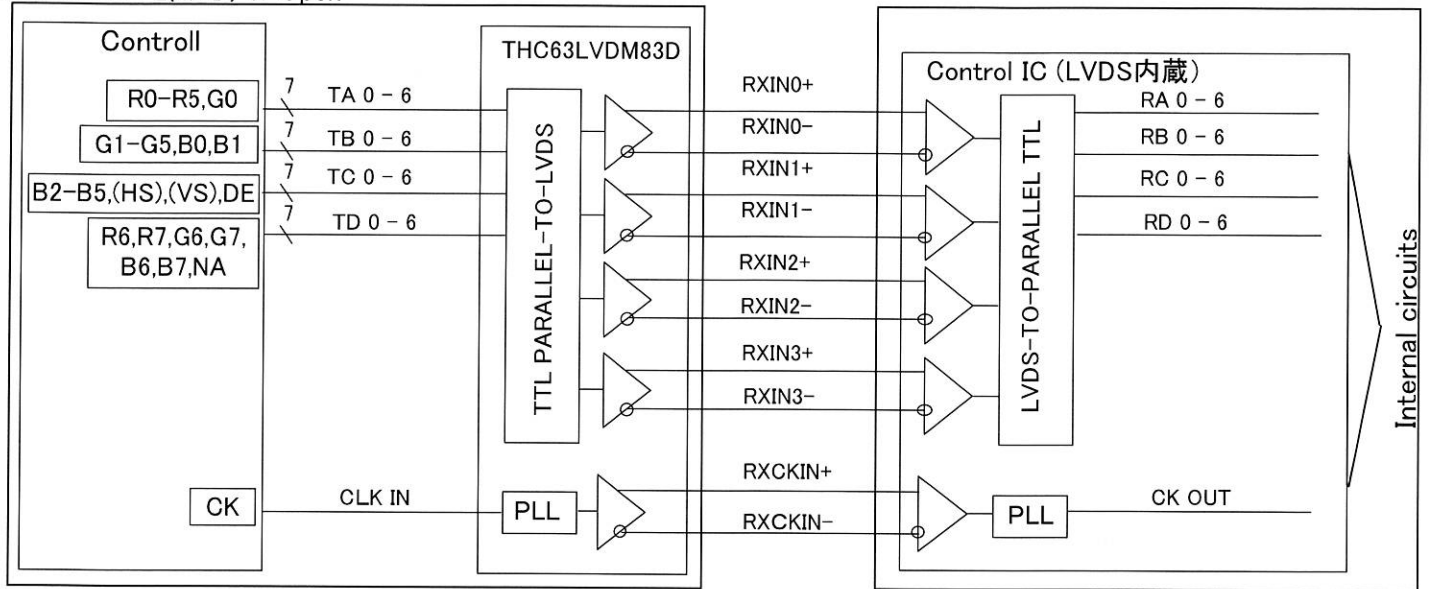 Controll
R0-R5,G0
G1-G5,B0,B1
B2-B5,(HS),(VS),DE
R6,R7,G6,G7,
B6,B7,NA
CK
7
TA 0 - 6
7
TB 0 - 6
7
TC 0 - 6
7
TD 0 - 6
CLK IN
THC63LVDM83D
TTL PARALLEL-TO-LVDS
PLL
RXIN0+
RXIN0-
RXIN1+
RXIN1-
RXIN2+
RXIN2-
RXIN3+
RXIN3-
RXCKIN+
RXCKIN-
Control IC (LVDS内蔵)
LVDS-TO-PARALLEL TTL
PLL
RA 0 - 6
RB 0 - 6
RC 0 - 6
RD 0 - 6
CK OUT
Internal circuits